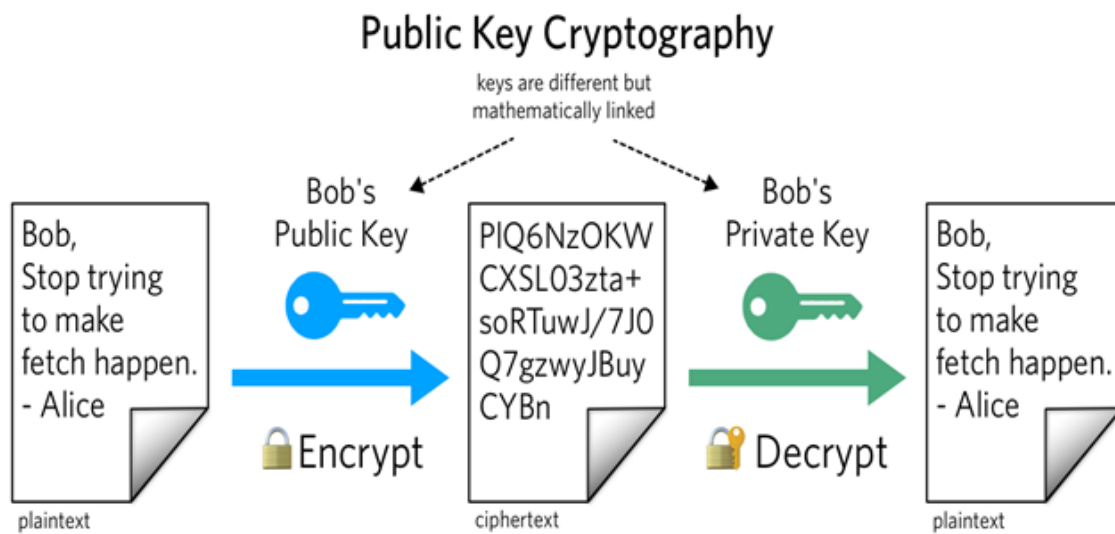 Public Key Cryptography
keys are different but
mathematically linked
Bob,
Stop trying
to make
fetch happen.
- Alice
plaintext
Bob's
Public Key
Encrypt
PlQ6NzOKW
CXSL03zta+
soRTuwJ/7J0
Q7gzwyJBuy
CYBn
ciphertext
Bob's
Private Key
Decrypt
Bob,
Stop trying
to make
fetch happen.
- Alice
plaintext